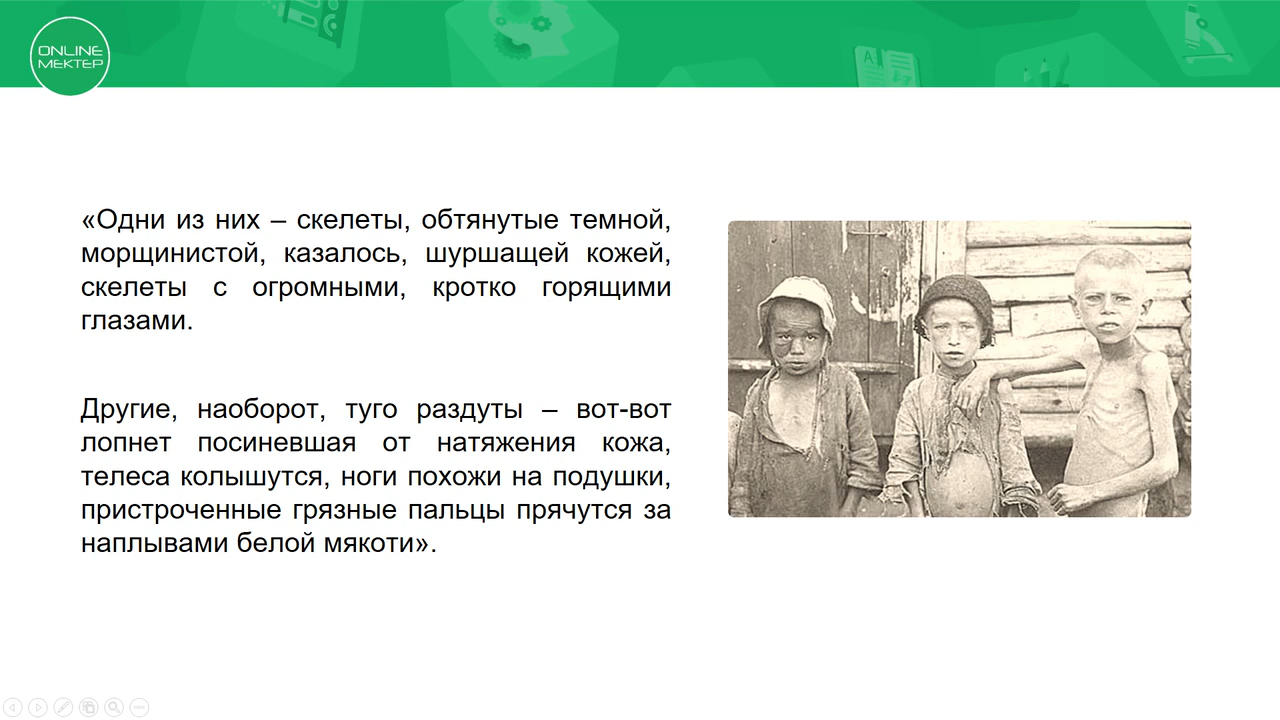 ONLINE
МЕКТЕР
«Одни из них – скелеты, обтянутые темной,
морщинистой, казалось, шуршащей кожей,
скелеты с огромными, кротко горящими
глазами.
Другие, наоборот, туго раздуты – вот-вот
лопнет посиневшая от натяжения кожа,
телеса колышутся, ноги похожи на подушки,
пристроченные грязные пальцы прячутся за
наплывами белой мякоти».